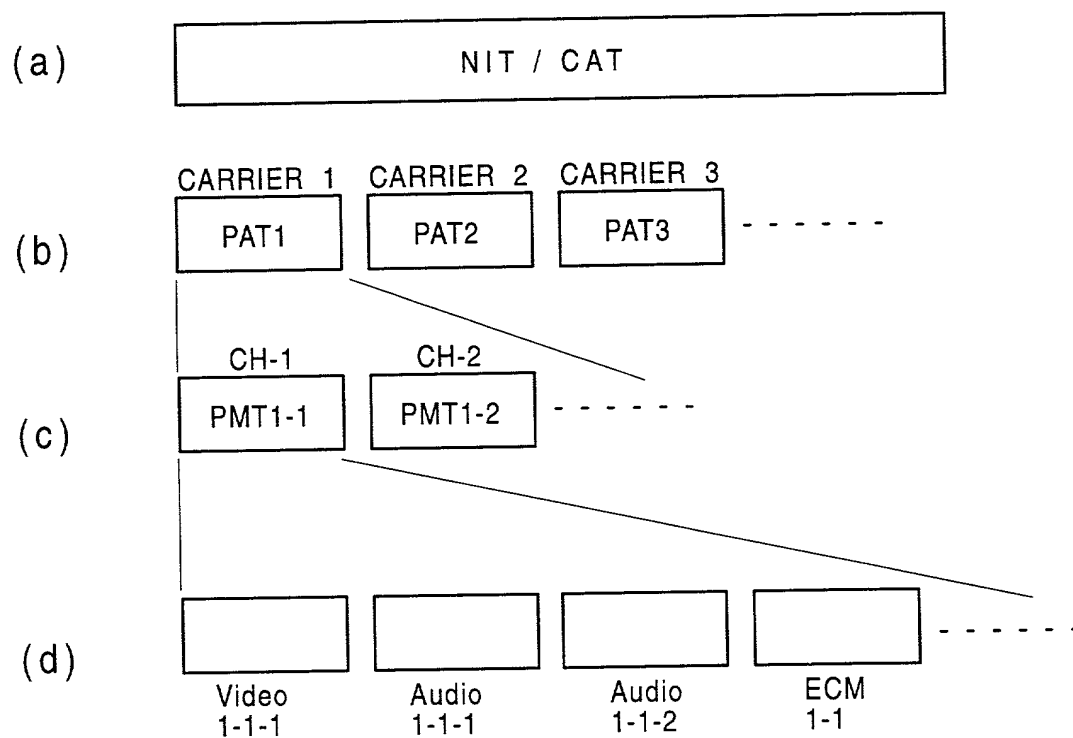 (a)
NIT / CAT
CARRIER 1 CARRIER 2 CARRIER 3
(b)
PAT1 PAT2 PAT3
CH-1 CH-2
(c)
PMT1-1 PMT1-2
(d)
Video Audio Audio ECM
1-1-1 1-1-1 1-1-2 1-1